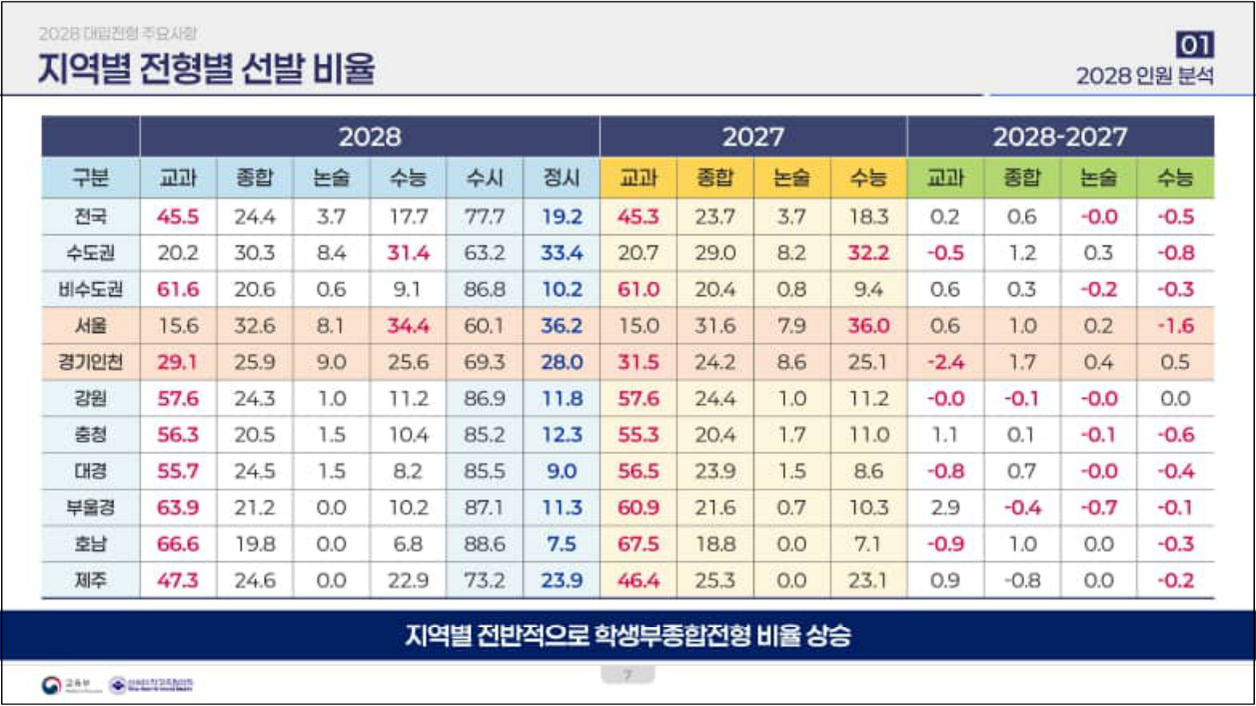 2028 대입전형 주요사항
지역별 전형별 선발 비율
01
2028 인원 분석
2028 2027 2028-2027
구분 교과 종합 논술 수능 수시 정시 교과 종합 논술 수능 교과 종합 논술 수능
전국 45.5 24.4 3.7 17.7 77.7 19.2 45.3 23.7 3.7 18.3 0.2 0.6 -0.0 -0.5
수도권 20.2 30.3 8.4 31.4 63.2 33.4 20.7 29.0 8.2 32.2 -0.5 1.2 0.3 -0.8
비수도권 61.6 20.6 0.6 9.1 86.8 10.2 61.0 20.4 0.8 9.4 0.6 0.3 -0.2 -0.3
서울 15.6 32.6 8.1 34.4 60.1 36.2 15.0 31.6 7.9 36.0 0.6 1.0 0.2 -1.6
경기인천 29.1 25.9 9.0 25.6 69.3 28.0 31.5 24.2 8.6 25.1 -2.4 1.7 0.4 0.5
강원 57.6 24.3 1.0 11.2 86.9 11.8 57.6 24.4 1.0 11.2 -0.0 -0.1 -0.0 0.0
충청 56.3 20.5 1.5 10.4 85.2 12.3 55.3 20.4 1.7 11.0 1.1 0.1 -0.1 -0.6
대경 55.7 24.5 1.5 8.2 85.5 9.0 56.5 23.9 1.5 8.6 -0.8 0.7 -0.0 -0.4
부울경 63.9 21.2 0.0 10.2 87.1 11.3 60.9 21.6 0.7 10.3 2.9 -0.4 -0.7 -0.1
호남 66.6 19.8 0.0 6.8 88.6 7.5 67.5 18.8 0.0 7.1 -0.9 1.0 0.0 -0.3
제주 47.3 24.6 0.0 22.9 73.2 23.9 46.4 25.3 0.0 23.1 0.9 -0.8 0.0 -0.2
지역별 전반적으로 학생부종합전형 비율 상승
7
교육부